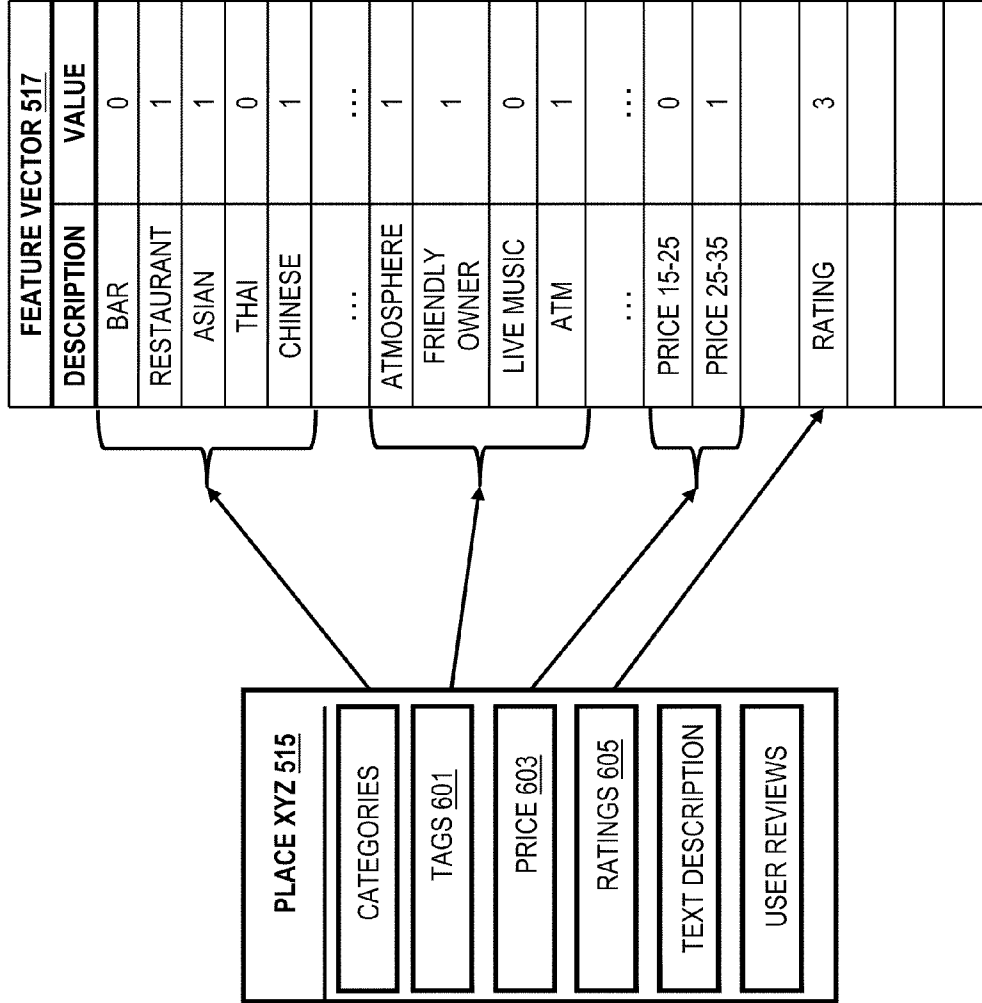 PLACE XYZ 515
CATEGORIES
TAGS 601
PRICE 603
RATINGS 605
TEXT DESCRIPTION
USER REVIEWS
FEATURE VECTOR 517
DESCRIPTION VALUE
BAR 0
RESTAURANT 1
ASIAN 1
THAI 0
CHINESE 1
... ...
ATMOSPHERE 1
FRIENDLY
OWNER 1
LIVE MUSIC 0
ATM 1
... ...
PRICE 15-25 0
PRICE 25-35 1
RATING 3